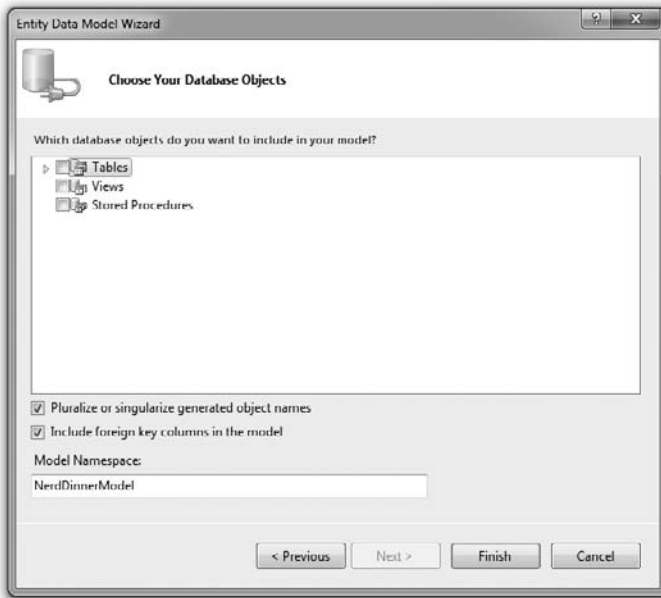 Entity Data Model Wizard
Choose Your Database Objects
Which database objects do you want to include in your model?
Tables
Views
Stored Procedures
Pluralize or singularize generated object names
Include foreign key columns in the model
Model Namespace:
NerdDinnerModel
< Previous
Next >
Finish
Cancel